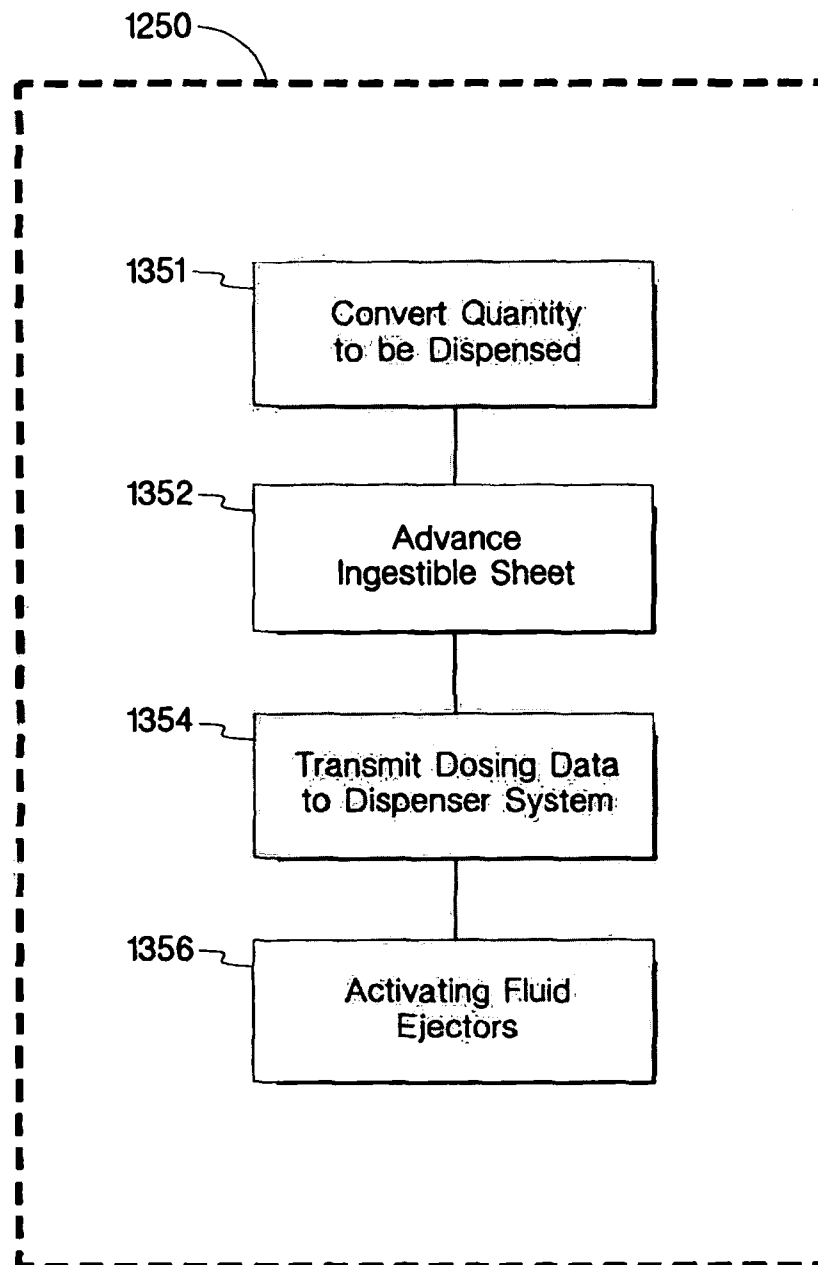 1250
1351
Convert Quantity
to be Dispensed
1352
Advance
Ingestible Sheet
1354
Transmit Dosing Data
to Dispenser System
1356
Activating Fluid
Ejectors